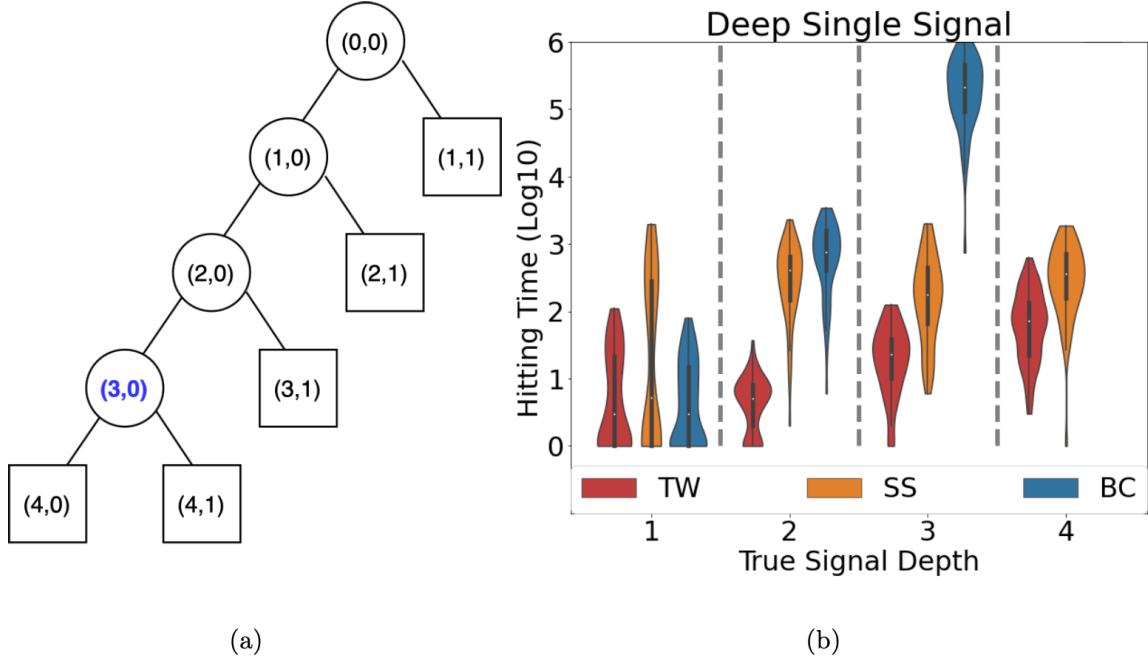 (0,0)
(1,0)
(1,1)
(2,0)
(2,1)
(3,0)
(3,1)
(4,0)
(4,1)
(a)
Deep Single Signal
Hitting Time (Log10)
6
5
4
3
2
1
0
TW SS BC
1 2 3 4
True Signal Depth
(b)